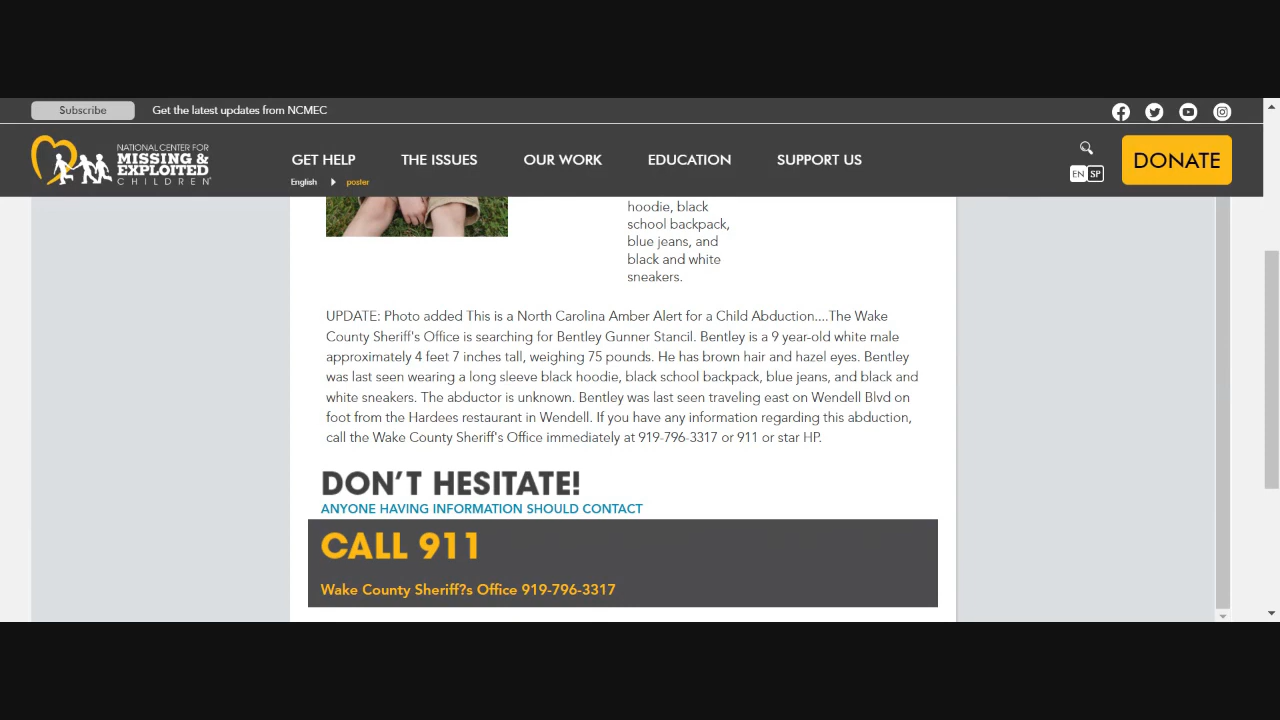 Subscribe
Get the latest updates from NCMEC
NATIONAL CENTER FOR
MISSING &
EXPLOITED
CHILDREN
GET HELP
THE ISSUES
OUR WORK
EDUCATION
SUPPORT US
EN SP
DONATE
English
poster
hoodie, black
school backpack,
blue jeans, and
black and white
sneakers.
UPDATE: Photo added This is a North Carolina Amber Alert for a Child Abduction....The Wake
County Sheriff's Office is searching for Bentley Gunner Stancil. Bentley is a 9 year-old white male
approximately 4 feet 7 inches tall, weighing 75 pounds. He has brown hair and hazel eyes. Bentley
was last seen wearing a long sleeve black hoodie, black school backpack, blue jeans, and black and
white sneakers. The abductor is unknown. Bentley was last seen traveling east on Wendell Blvd on
foot from the Hardees restaurant in Wendell. If you have any information regarding this abduction,
call the Wake County Sheriff's Office immediately at 919-796-3317 or 911 or star HP.
DON'T HESITATE!
ANYONE HAVING INFORMATION SHOULD CONTACT
CALL 911
Wake County Sheriff?s Office 919-796-3317